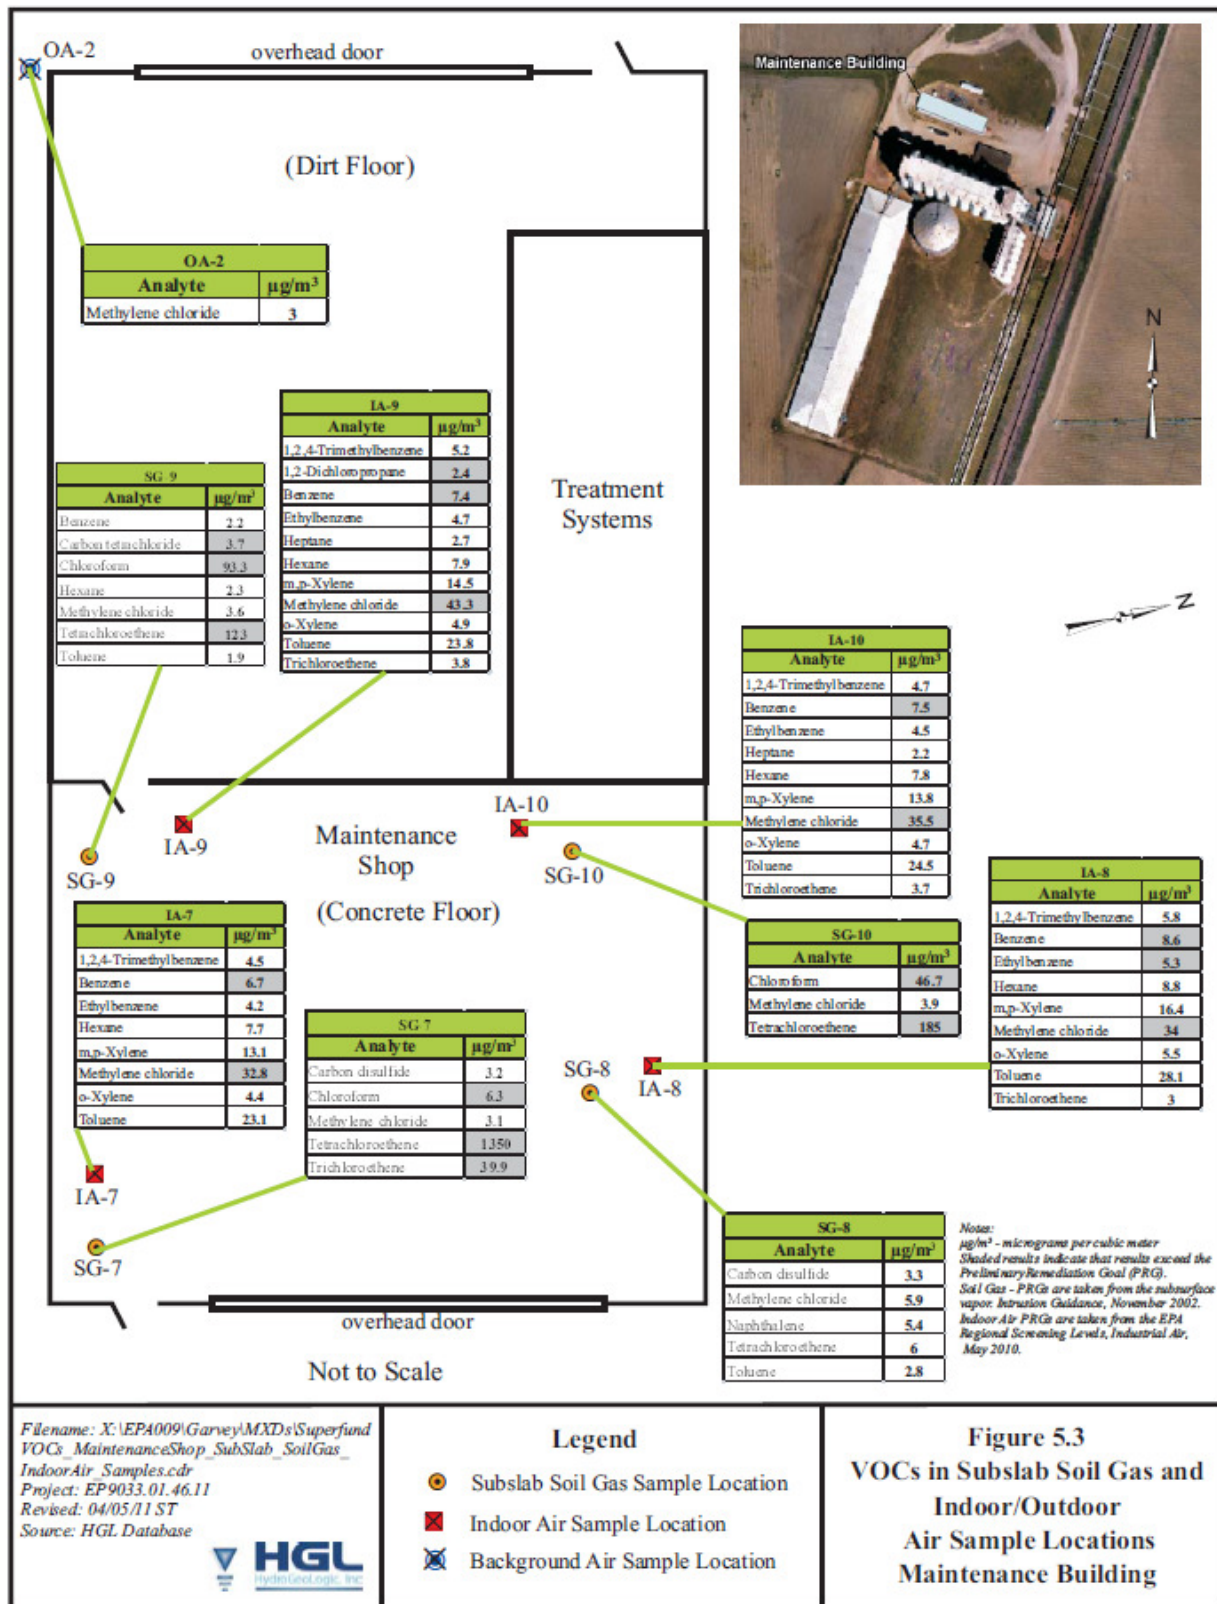 OA-2
overhead door
(Dirt Floor)
Maintenance Building
N
OA-2
Analyte µg/m³
Methylene chloride 3
IA-9
Analyte µg/m³
1,2,4-Trimethylbenzene 5.2
1,2-Dichloropropane 2.4
Benzene 7.4
Ethylbenzene 4.7
Heptane 2.7
Hexane 7.9
m,p-Xylene 14.5
Methylene chloride 43.3
o-Xylene 4.9
Toluene 23.8
Trichloroethene 3.8
SG-9
Analyte µg/m³
Benzene 2.2
Carbon tetrachloride 3.7
Chloroform 93.3
Hexane 2.3
Methylene chloride 3.6
Tetrachloroethene 12.3
Toluene 1.9
Treatment
Systems
N
IA-10
Analyte µg/m³
1,2,4-Trimethylbenzene 4.7
Benzene 7.5
Ethylbenzene 4.5
Heptane 2.2
Hexane 7.8
m,p-Xylene 13.8
Methylene chloride 35.5
o-Xylene 4.7
Toluene 24.5
Trichloroethene 3.7
IA-9
SG-9
Maintenance
Shop
(Concrete Floor)
IA-10
SG-10
IA-8
Analyte µg/m³
1,2,4-Trimethylbenzene 5.8
Benzene 8.6
Ethylbenzene 5.3
Hexane 8.8
m,p-Xylene 16.4
Methylene chloride 34
o-Xylene 5.5
Toluene 28.1
Trichloroethene 3
IA-7
Analyte µg/m³
1,2,4-Trimethylbenzene 4.5
Benzene 6.7
Ethylbenzene 4.2
Hexane 7.7
m,p-Xylene 13.1
Methylene chloride 32.8
o-Xylene 4.4
Toluene 23.1
SG-10
Analyte µg/m³
Chloroform 46.7
Methylene chloride 3.9
Tetrachloroethene 185
SG 7
Analyte µg/m³
Carbon disulfide 3.2
Chloroform 6.3
Methylene chloride 3.1
Tetrachloroethene 1350
Trichloroethene 39.9
SG-8
IA-8
IA-7
SG-7
SG-8
Analyte µg/m³
Carbon disulfide 3.3
Methylene chloride 5.9
Naphthalene 5.4
Tetrachloroethene 6
Toluene 2.8
Notes:
µg/m³ - micrograms per cubic meter
Shaded results indicate that results exceed the
Preliminary Remediation Goal (PRG).
Soil Gas - PRGs are taken from the subsurface
vapor. Intrusion Guidance, November 2002.
Indoor Air PRGs are taken from the EPA
Regional Screening Levels, Industrial Air,
May 2010.
overhead door
Not to Scale
Filename: X:\EPA009\Garvey\MXDs\Superfund
VOCs_MaintenanceShop_SubSlab_SoilGas_
IndoorAir_Samples.cdr
Project: EP9033.01.46.11
Revised: 04/05/11 ST
Source: HGL Database
HGL
HydroGeoLogic, Inc
Legend
Subslab Soil Gas Sample Location
Indoor Air Sample Location
Background Air Sample Location
Figure 5.3
VOCs in Subslab Soil Gas and
Indoor/Outdoor
Air Sample Locations
Maintenance Building